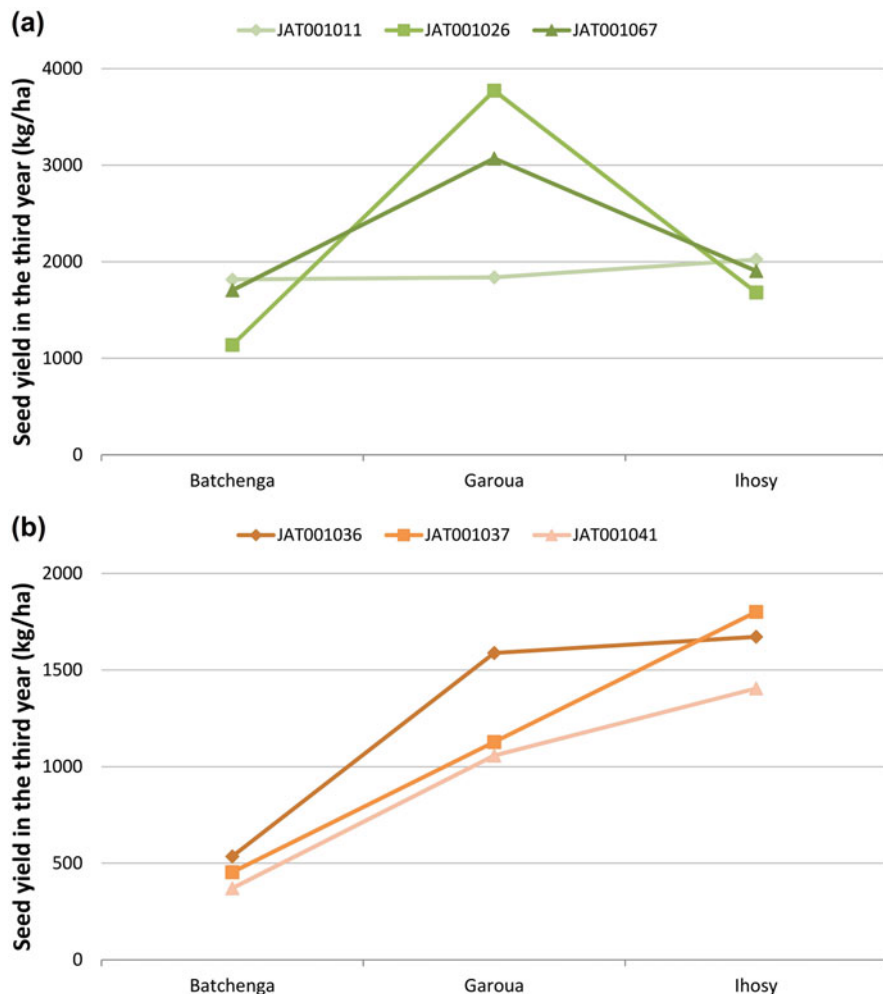 (a)
JAT001011 JAT001026 JAT001067
Seed yield in the third year (kg/ha)
4000
3000
2000
1000
0
Batchenga Garoua Ihosy
(b)
JAT001036 JAT001037 JAT001041
Seed yield in the third year (kg/ha)
2000
1500
1000
500
0
Batchenga Garoua Ihosy